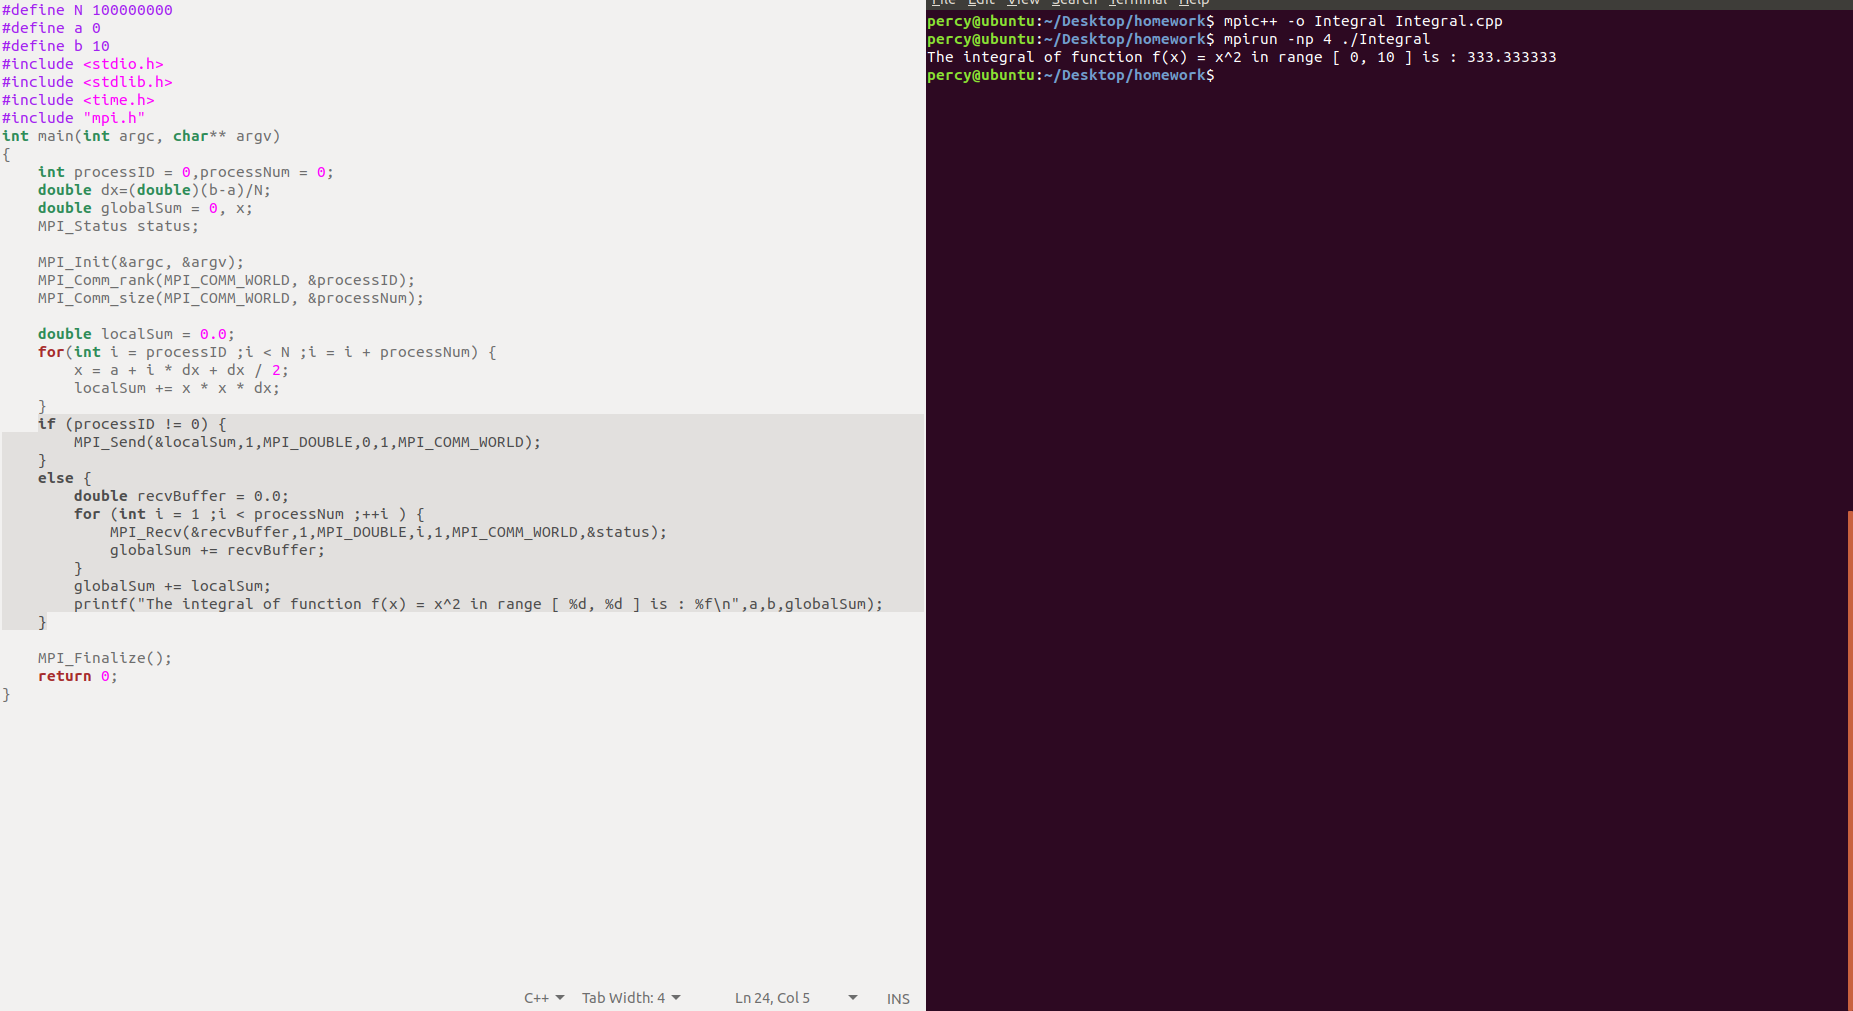 #define N 100000000
#define a 0
#define b 10
#include <stdio.h>
#include <stdlib.h>
#include <time.h>
#include "mpi.h"
int main(int argc, char** argv)
{
    int processID = 0,processNum = 0;
    double dx=(double)(b-a)/N;
    double globalSum = 0, x;
    MPI_Status status;
    MPI_Init(&argc, &argv);
    MPI_Comm_rank(MPI_COMM_WORLD, &processID);
    MPI_Comm_size(MPI_COMM_WORLD, &processNum);
    double localSum = 0.0;
    for(int i = processID ;i < N ;i = i + processNum) {
        x = a + i * dx + dx / 2;
        localSum += x * x * dx;
    }
    if (processID != 0) {
        MPI_Send(&localSum,1,MPI_DOUBLE,0,1,MPI_COMM_WORLD);
    }
    else {
        double recvBuffer = 0.0;
        for (int i = 1 ;i < processNum ;++i ) {
            MPI_Recv(&recvBuffer,1,MPI_DOUBLE,i,1,MPI_COMM_WORLD,&status);
            globalSum += recvBuffer;
        }
        globalSum += localSum;
        printf("The integral of function f(x) = x^2 in range [ %d, %d ] is : %f\n",a,b,globalSum);
    }
    MPI_Finalize();
    return 0;
}
C++ Tab Width: 4 Ln 24, Col 5 INS
File Edit View Search Terminal Help
percy@ubuntu:~/Desktop/homework$ mpic++ -o Integral Integral.cpp
percy@ubuntu:~/Desktop/homework$ mpirun -np 4 ./Integral
The integral of function f(x) = x^2 in range [ 0, 10 ] is : 333.333333
percy@ubuntu:~/Desktop/homework$